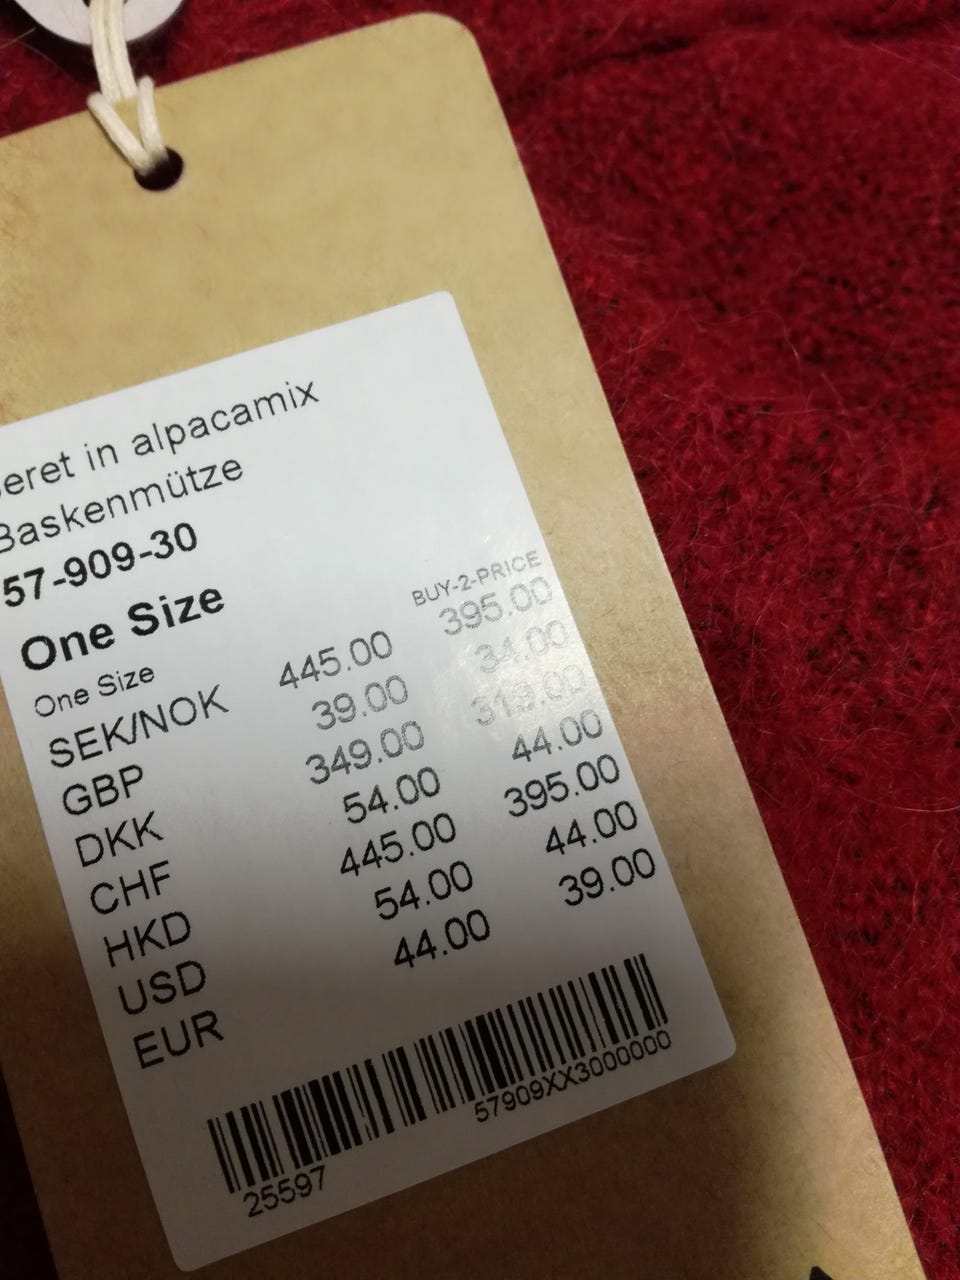 Beret in alpacamix
Baskenmütze
57-909-30
One Size
One Size BUY-2-PRICE
SEK/NOK 445.00 395.00
GBP 39.00 34.00
DKK 349.00 319.00
CHF 54.00 44.00
HKD 445.00 395.00
USD 54.00 44.00
EUR 44.00 39.00
25597 57909XX3000000